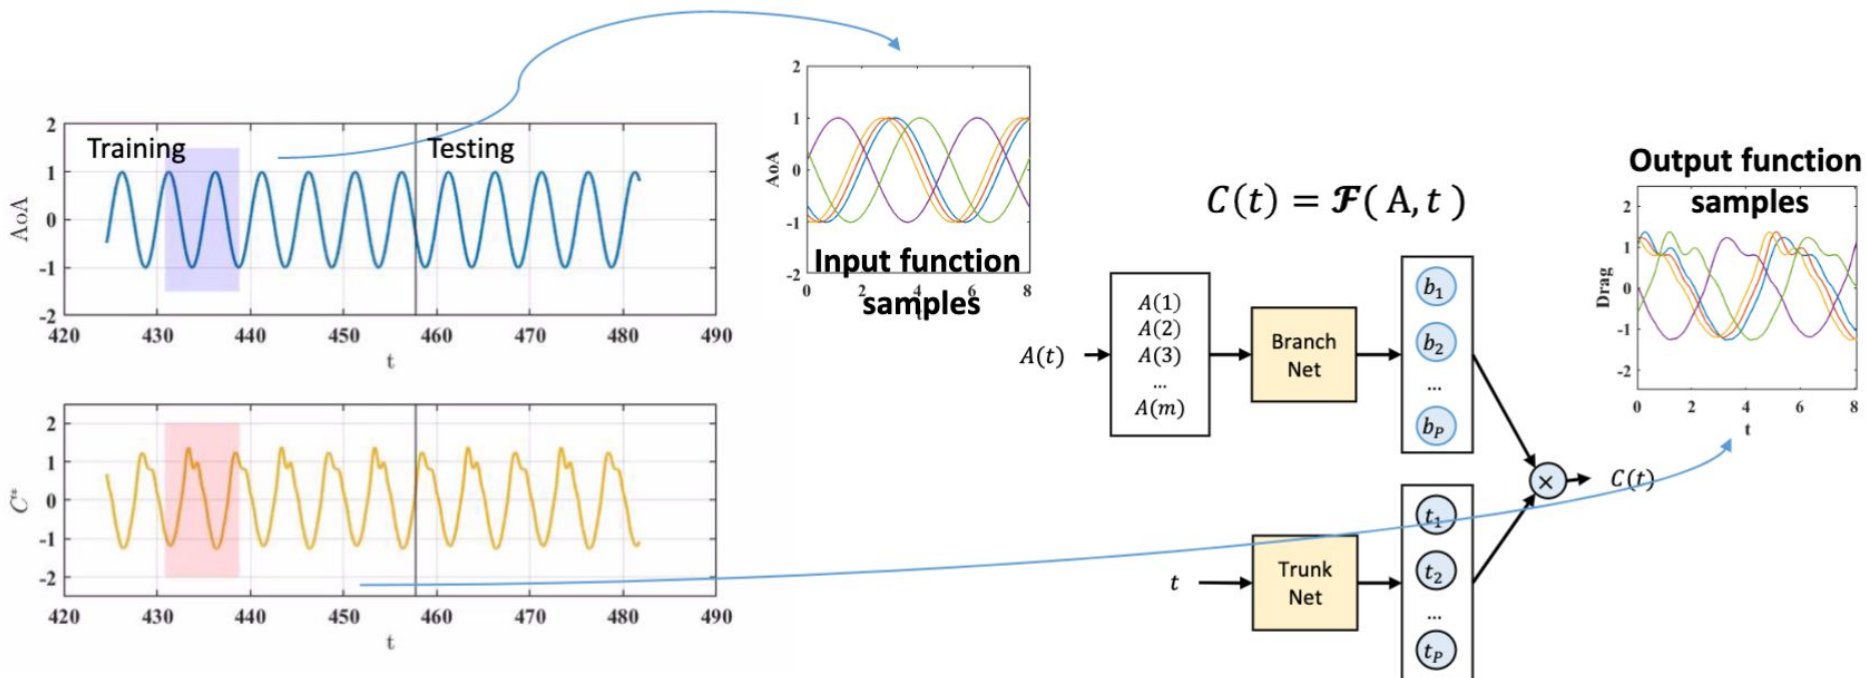 Training
Testing
2
1
0
-1
-2
AoA
420 430 440 450 460 470 480 490
t
2
1
0
-1
-2
420 430 440 450 460 470 480 490
t
2
1
0
-1
-2
AoA
0 2 4 6 8
Input function
samples
C(t) = 𝓕( A, t )
A(t)
A(1)
A(2)
A(3)
...
A(m)
Branch
Net
b₁
b₂
...
b_P
×
C(t)
t
Trunk
Net
t₁
t₂
...
t_P
Output function
samples
2
1
0
-1
-2
Drag
0 2 4 6 8
t